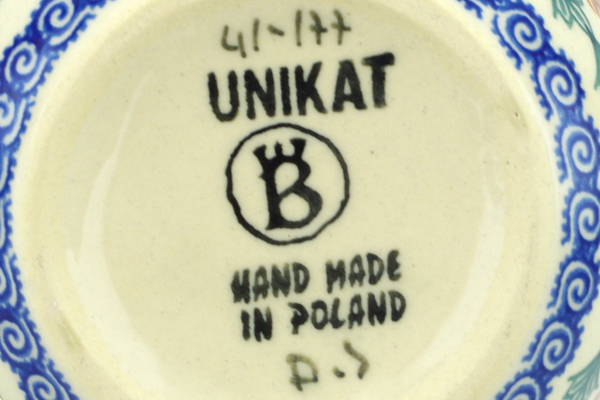 41-177
UNIKAT
B
HAND MADE
IN POLAND